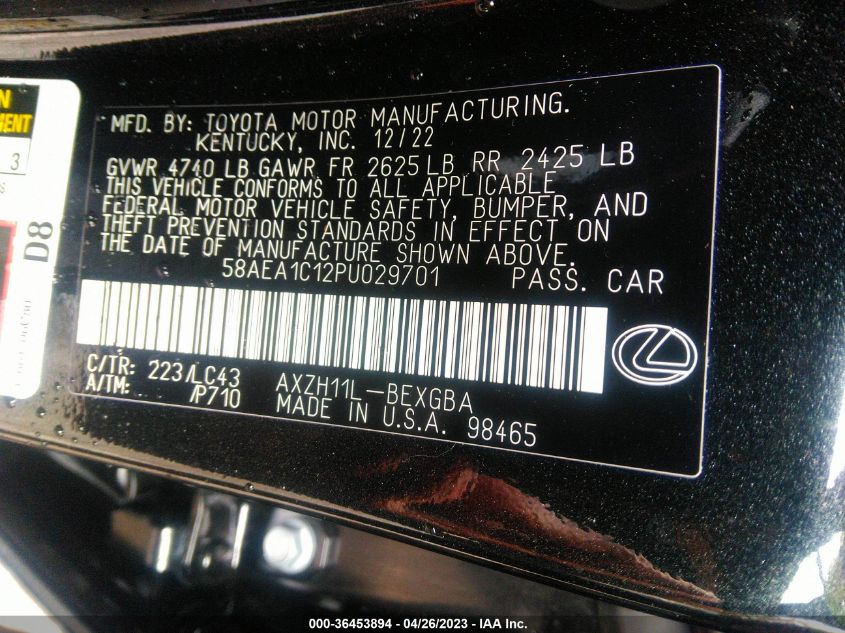 N
MENT
3
S
D8
MFD. BY: TOYOTA MOTOR MANUFACTURING.
KENTUCKY, INC. 12/22
GVWR 4740 LB GAWR FR 2625 LB RR 2425 LB
THIS VEHICLE CONFORMS TO ALL APPLICABLE
FEDERAL MOTOR VEHICLE SAFETY, BUMPER, AND
THEFT PREVENTION STANDARDS IN EFFECT ON
THE DATE OF MANUFACTURE SHOWN ABOVE.
58AEA1C12PU029701 PASS. CAR
C/TR: 223/LC43 AXZH11L-BEXGBA
A/TM: /P710 MADE IN U.S.A. 98465
000-36453894 - 04/26/2023 - IAA Inc.